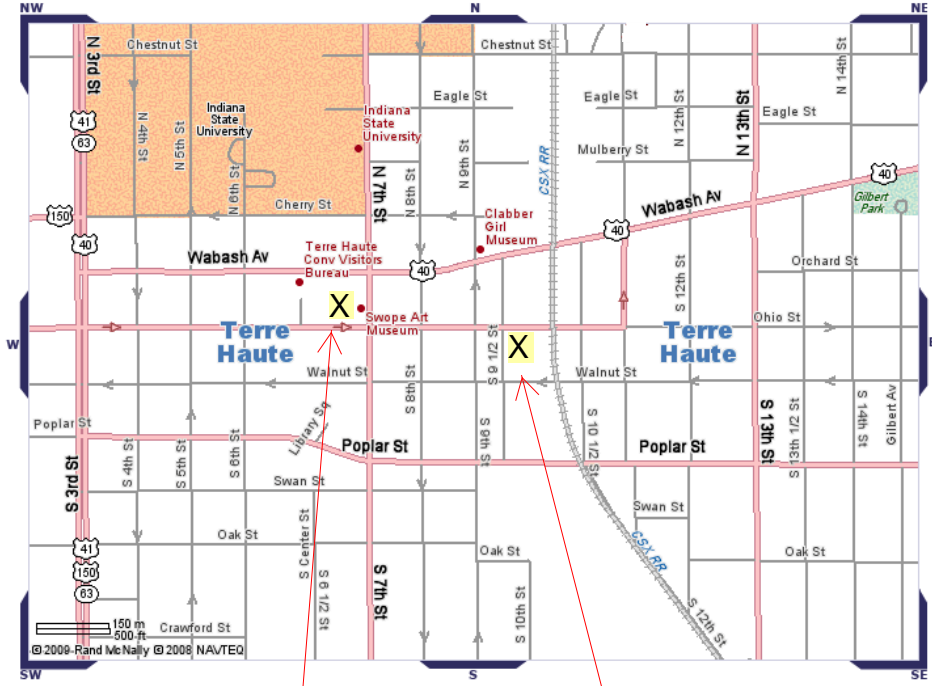 NW
N
NE
Chestnut St
Chestnut St
N 3rd St
N 14th St
Eagle St
Eagle St
Eagle St
Indiana
State
University
Indiana
State
University
41
63
N 4th St
N 5th St
N 6th St
N 7th St
N 8th St
N 9th St
CSX RR
N 12th St
N 13th St
Mulberry St
40
Gilbert
Park
150
Cherry St
Clabber
Girl
Museum
Wabash Av
40
40
Wabash Av
Terre Haute
Conv Visitors
Bureau
40
Orchard St
S 12th St
X
Swope Art
Museum
Ohio St
W
Terre
Haute
X
Terre
Haute
E
S 9 1/2 St
Walnut St
Walnut St
S 8th St
Poplar St
Library Sq
Poplar St
Poplar St
S 9th St
S 10 1/2 St
S 13th St
S 13th 1/2 St
S 14th St
Gilbert Av
S 3rd St
S 4th St
S 5th St
S 6th St
Swan St
Swan St
Oak St
Oak St
Oak St
CSX RR
41
150
63
S Center St
S 6 1/2 St
S 7th St
S 10th St
S 12th St
150 m
500 ft
Crawford St
© 2009 Rand McNally © 2008 NAVTEQ
SW
S
SE